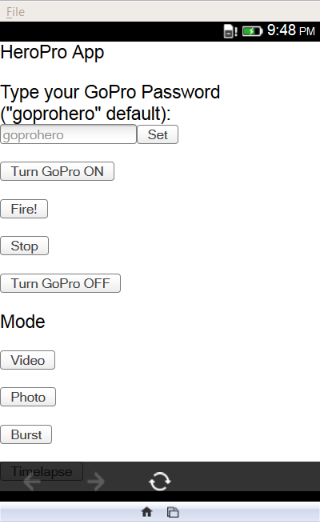 File
9:48 PM
HeroPro App
Type your GoPro Password
("goprohero" default):
goprohero Set
Turn GoPro ON
Fire!
Stop
Turn GoPro OFF
Mode
Video
Photo
Burst
Timelapse